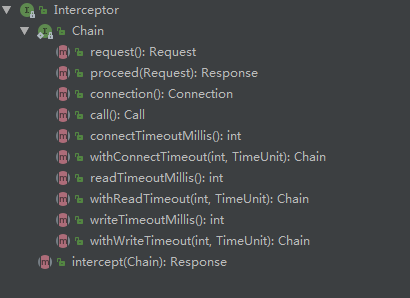 Interceptor
Chain
request(): Request
proceed(Request): Response
connection(): Connection
call(): Call
connectTimeoutMillis(): int
withConnectTimeout(int, TimeUnit): Chain
readTimeoutMillis(): int
withReadTimeout(int, TimeUnit): Chain
writeTimeoutMillis(): int
withWriteTimeout(int, TimeUnit): Chain
intercept(Chain): Response